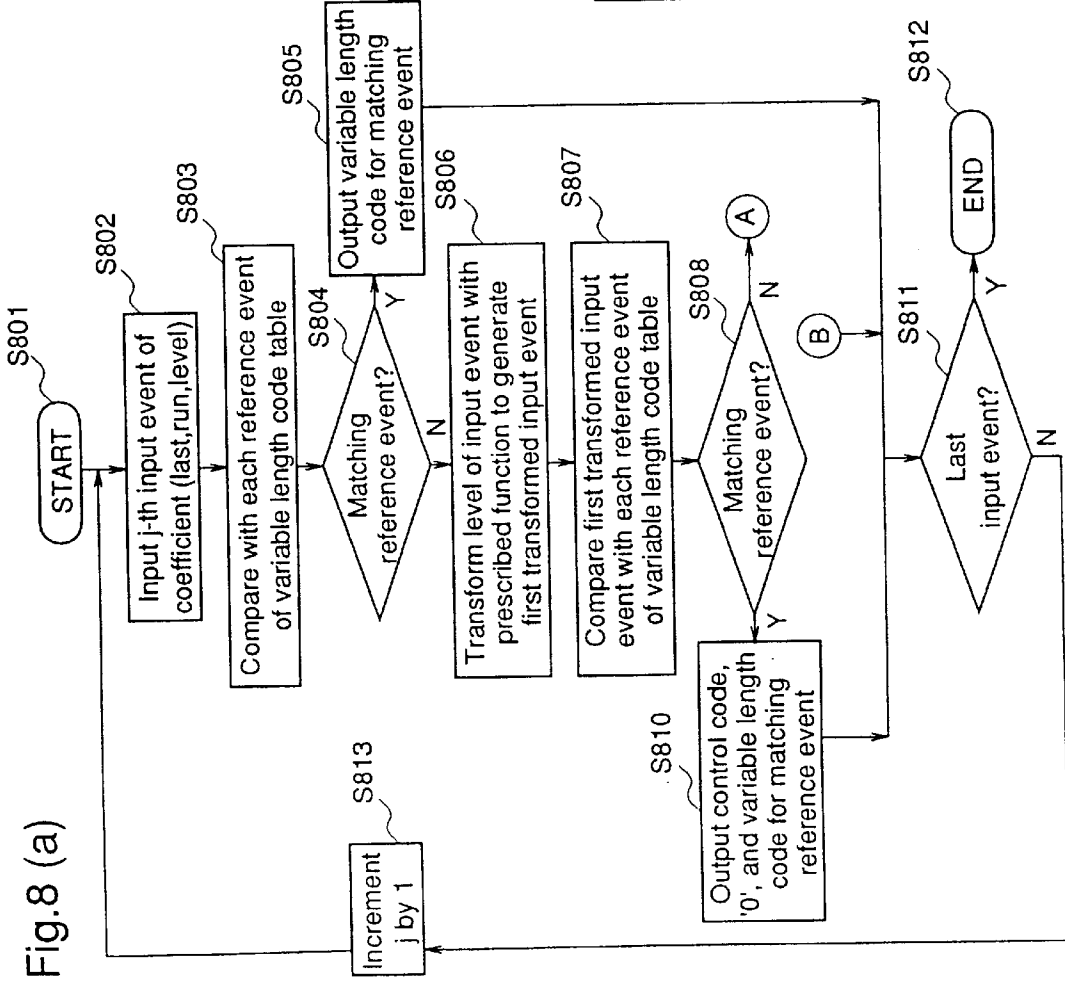 Fig.8 (a)
START
S801
Input j-th input event of
coefficient (last,run,level)
S802
Compare with each reference event
of variable length code table
S803
Matching
reference event?
S804
Y
N
Output variable length
code for matching
reference event
S805
Transform level of input event with
prescribed function to generate
first transformed input event
S806
Compare first transformed input
event with each reference event
of variable length code table
S807
Matching
reference event?
S808
N
A
Y
Output control code,
'0', and variable length
code for matching
reference event
S810
B
Last
input event?
S811
Y
N
END
S812
Increment
j by 1
S813